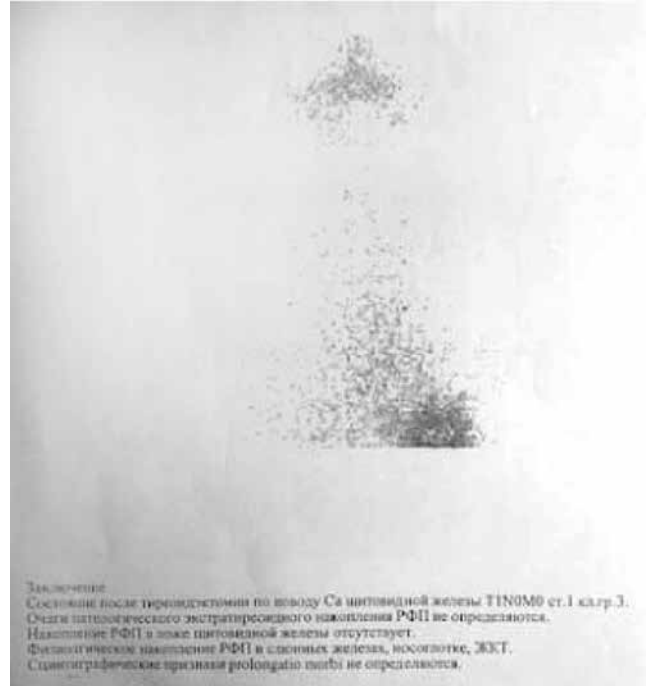 Заключение
Состояние после тиреоидэктомии по поводу Ca щитовидной железы T1N0M0 ст.1 кл.гр.3.
Очаги патологического экстратиреоидного накопления РФП не определяются.
Накопление РФП в ложе щитовидной железы отсутствует.
Физиологическое накопление РФП в слюнных железах, носоглотке, ЖКТ.
Сцинтиграфические признаки prolongatio morbi не определяются.